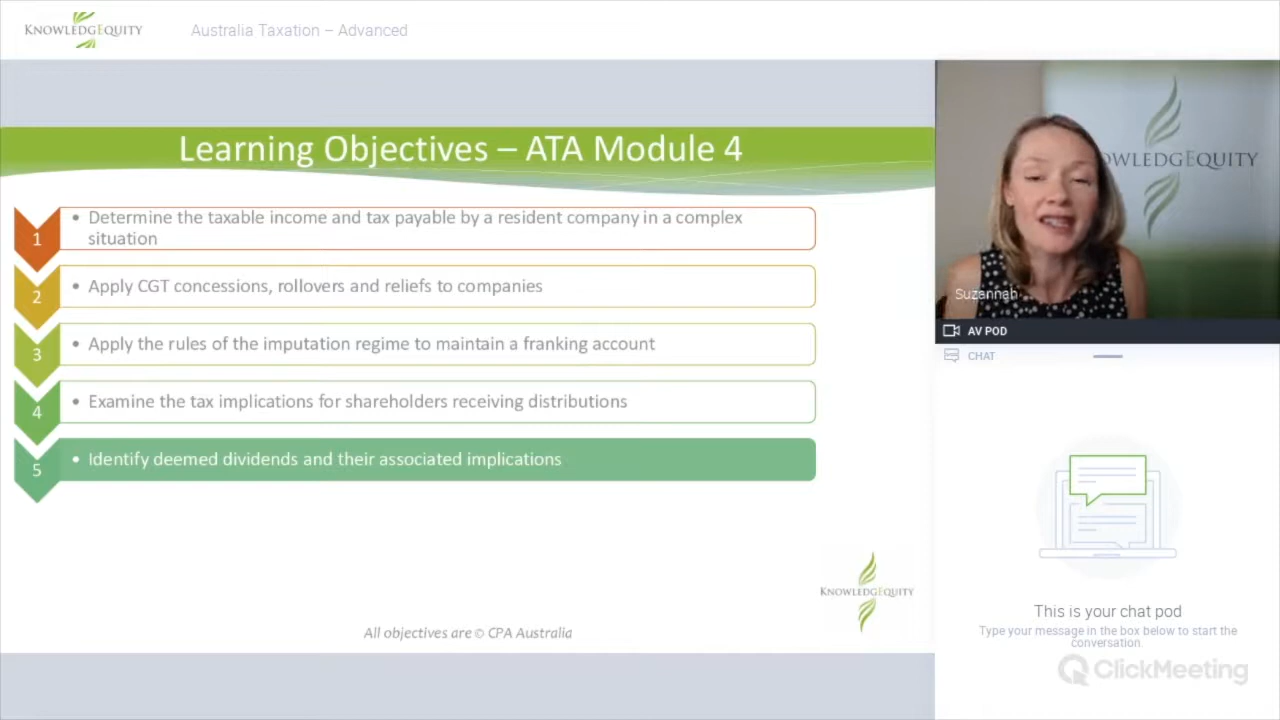 KNOWLEDGEQUITY
Australia Taxation – Advanced
Learning Objectives – ATA Module 4
1
• Determine the taxable income and tax payable by a resident company in a complex
situation
2
• Apply CGT concessions, rollovers and reliefs to companies
3
• Apply the rules of the imputation regime to maintain a franking account
4
• Examine the tax implications for shareholders receiving distributions
5
• Identify deemed dividends and their associated implications
KNOWLEDGEQUITY
All objectives are © CPA Australia
OWLEDGEQUITY
Suzannah
AV POD
CHAT
This is your chat pod
Type your message in the box below to start the
conversation.
ClickMeeting